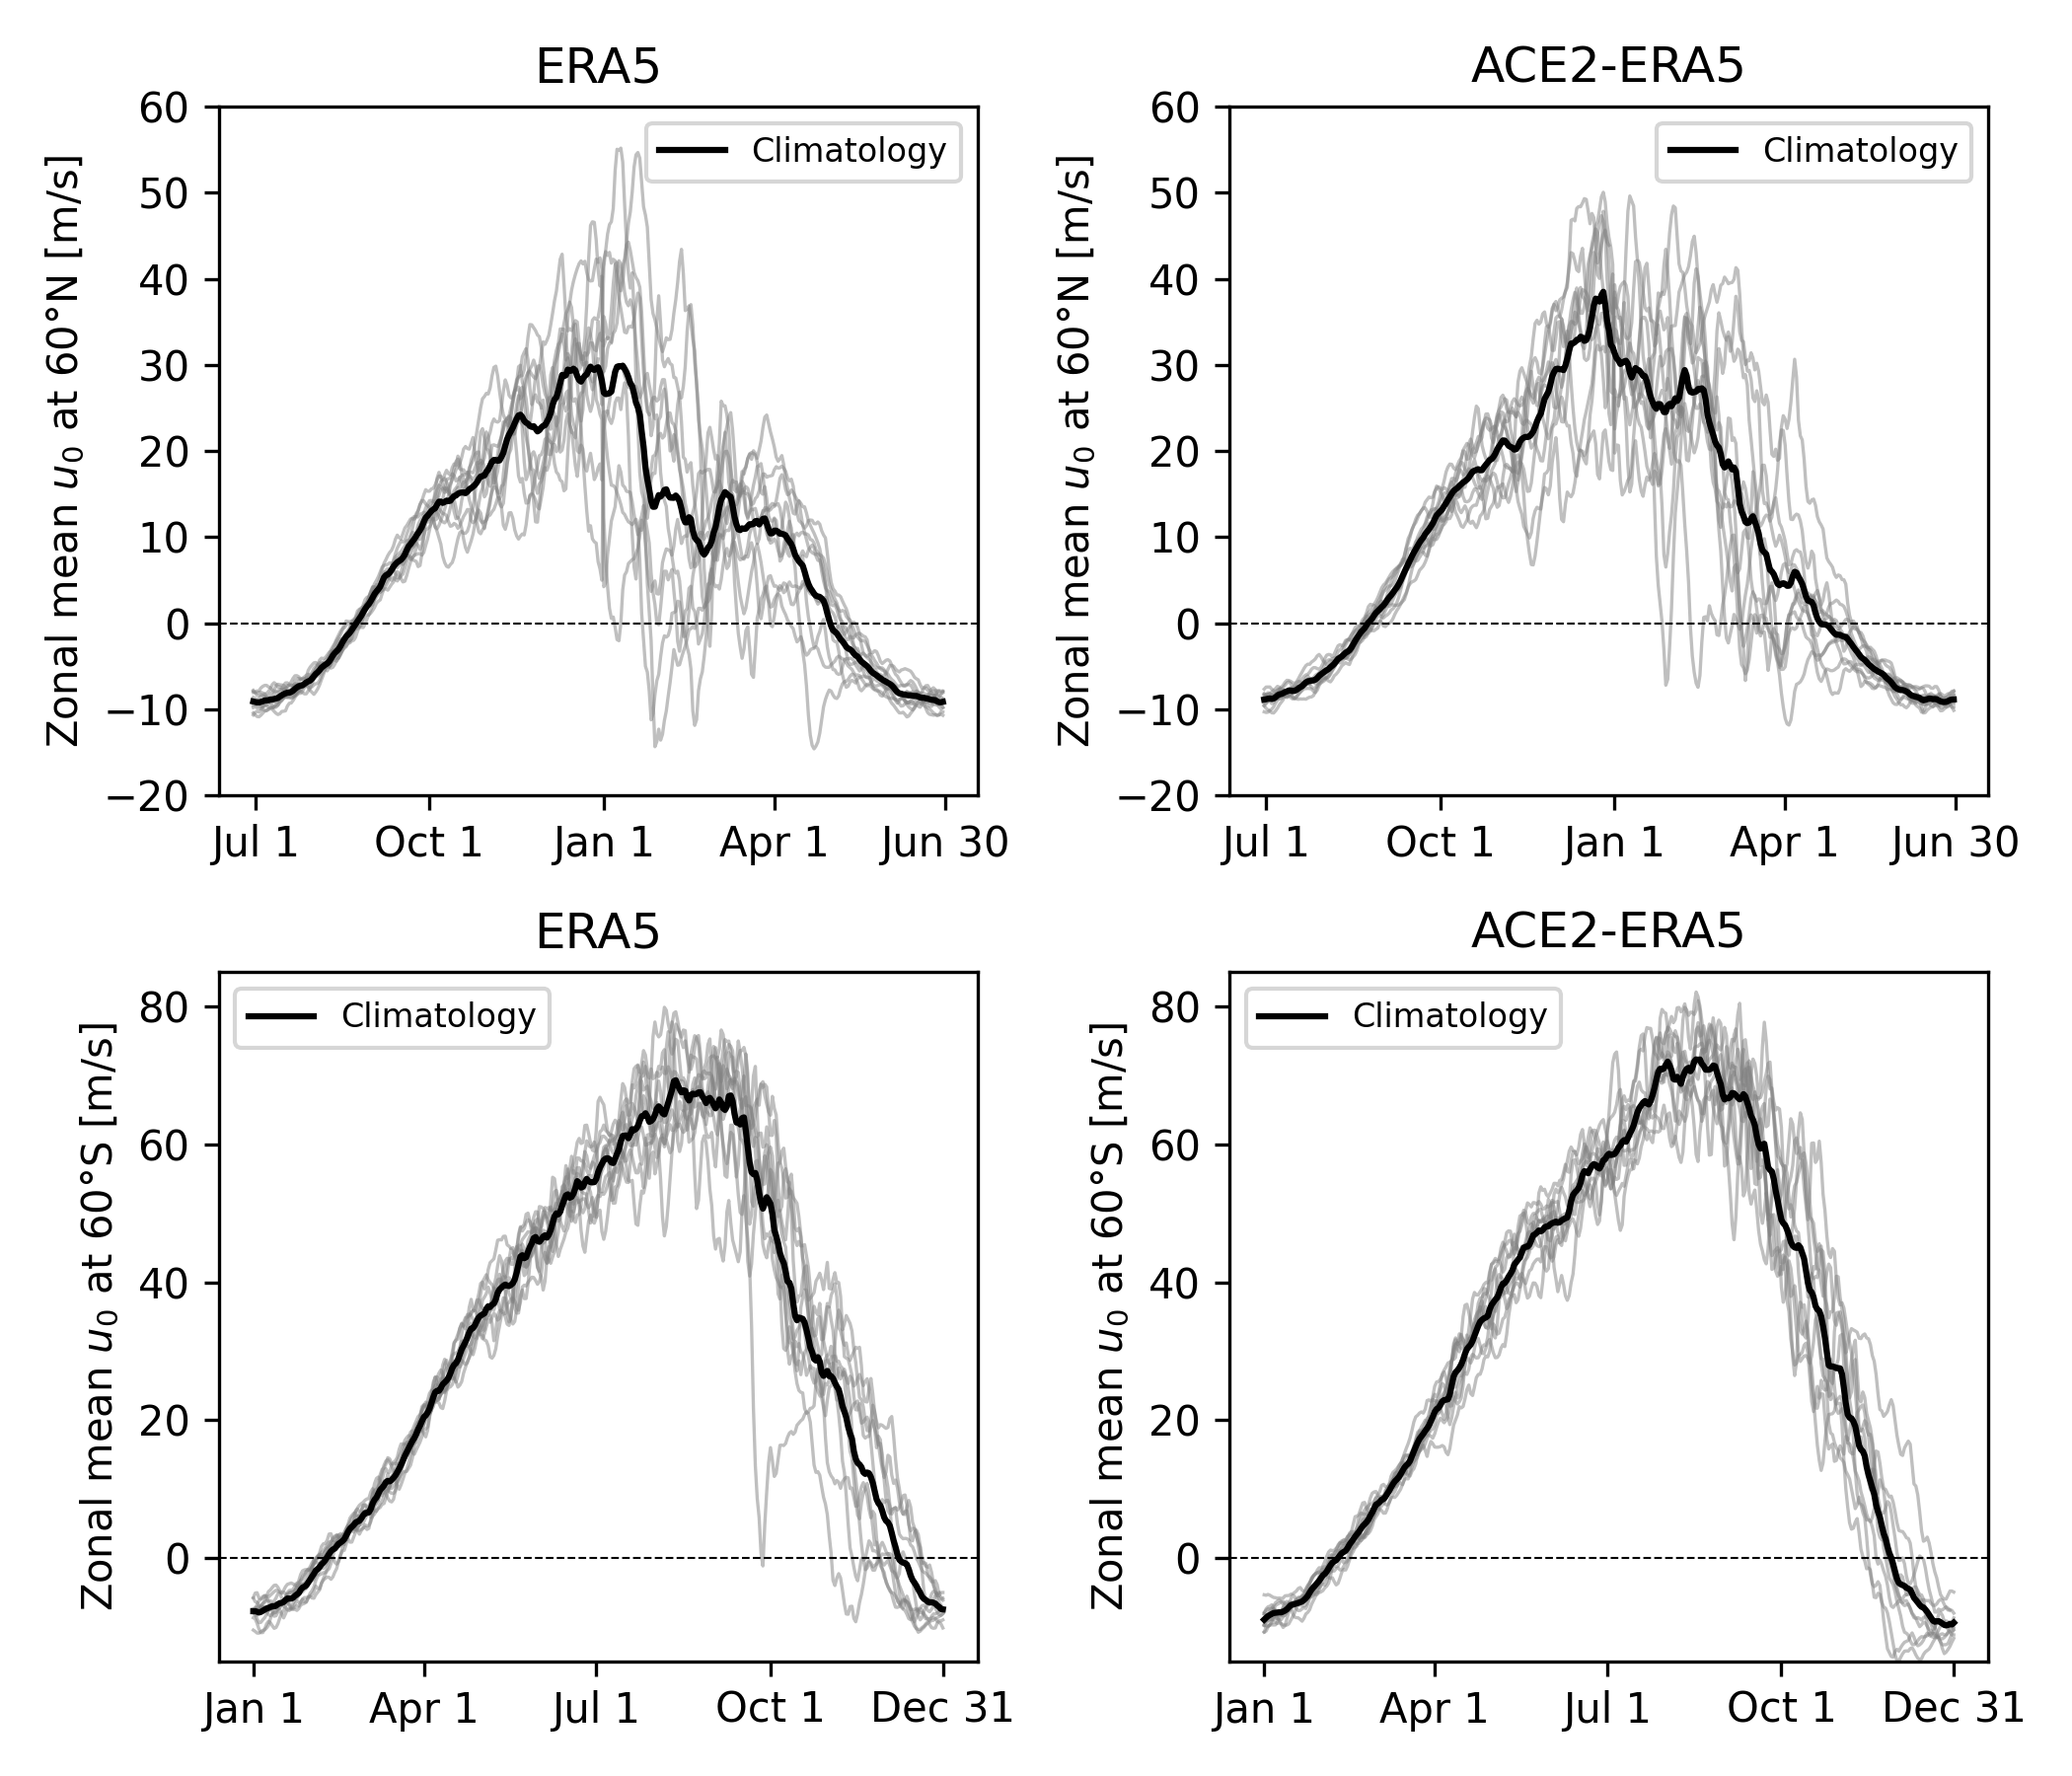 ERA5
Zonal mean u₀ at 60°N [m/s]
60
50
40
30
20
10
0
−10
−20
Climatology
Jul 1 Oct 1 Jan 1 Apr 1 Jun 30
ACE2-ERA5
Zonal mean u₀ at 60°N [m/s]
60
50
40
30
20
10
0
−10
−20
Climatology
Jul 1 Oct 1 Jan 1 Apr 1 Jun 30
ERA5
Zonal mean u₀ at 60°S [m/s]
80
60
40
20
0
Climatology
Jan 1 Apr 1 Jul 1 Oct 1 Dec 31
ACE2-ERA5
Zonal mean u₀ at 60°S [m/s]
80
60
40
20
0
Climatology
Jan 1 Apr 1 Jul 1 Oct 1 Dec 31